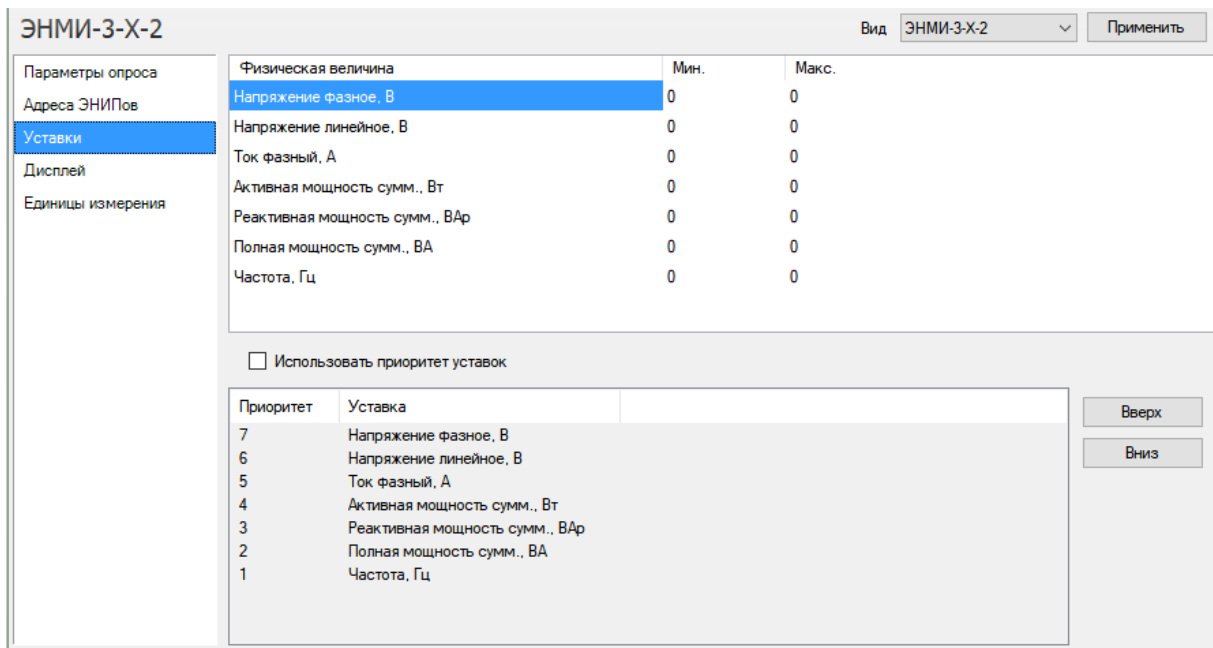 ЭНМИ-3-X-2
Вид ЭНМИ-3-X-2 Применить
Параметры опроса
Адреса ЭНИПов
Уставки
Дисплей
Единицы измерения
Физическая величина Мин. Макс.
Напряжение фазное, В 0 0
Напряжение линейное, В 0 0
Ток фазный, А 0 0
Активная мощность сумм., Вт 0 0
Реактивная мощность сумм., ВАр 0 0
Полная мощность сумм., ВА 0 0
Частота, Гц 0 0
Использовать приоритет уставок
Приоритет Уставка
7 Напряжение фазное, В
6 Напряжение линейное, В
5 Ток фазный, А
4 Активная мощность сумм., Вт
3 Реактивная мощность сумм., ВАр
2 Полная мощность сумм., ВА
1 Частота, Гц
Вверх
Вниз